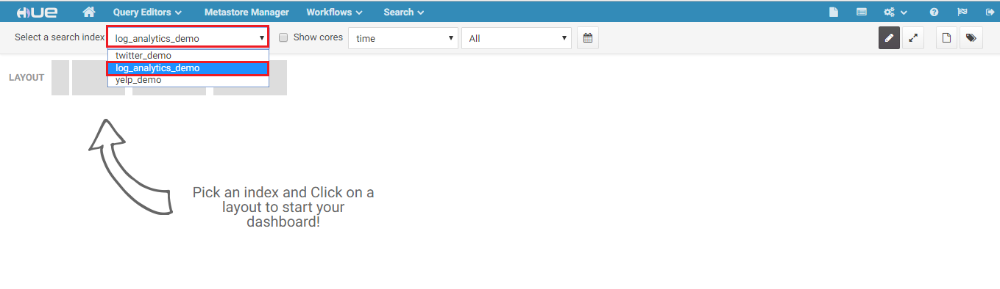 HUE Query Editors Metastore Manager Workflows Search
Select a search index log_analytics_demo Show cores time All
twitter_demo
log_analytics_demo
yelp_demo
LAYOUT
Pick an index and Click on a
layout to start your
dashboard!